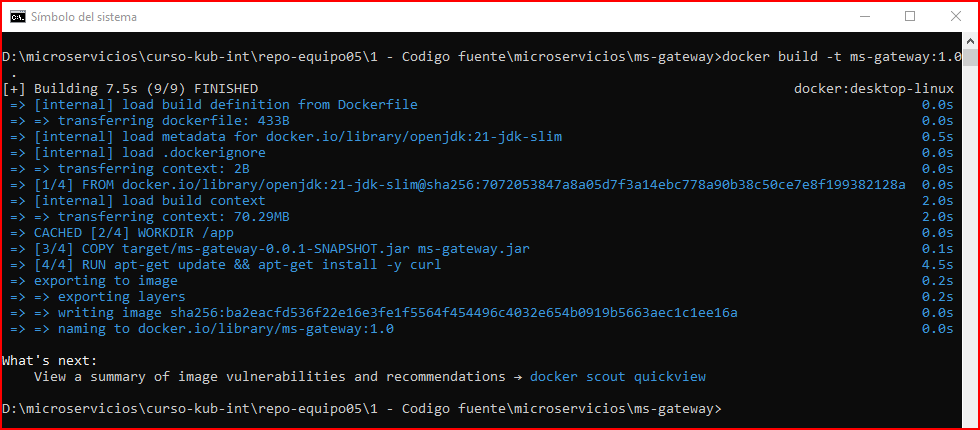 Símbolo del sistema
D:\microservicios\curso-kub-int\repo-equipo05\1 - Codigo fuente\microservicios\ms-gateway>docker build -t ms-gateway:1.0
.
[+] Building 7.5s (9/9) FINISHED docker:desktop-linux
=> [internal] load build definition from Dockerfile 0.0s
=> => transferring dockerfile: 433B 0.0s
=> [internal] load metadata for docker.io/library/openjdk:21-jdk-slim 0.5s
=> [internal] load .dockerignore 0.0s
=> => transferring context: 2B 0.0s
=> [1/4] FROM docker.io/library/openjdk:21-jdk-slim@sha256:7072053847a8a05d7f3a14ebc778a90b38c50ce7e8f199382128a 0.0s
=> [internal] load build context 2.0s
=> => transferring context: 70.29MB 2.0s
=> CACHED [2/4] WORKDIR /app 0.0s
=> [3/4] COPY target/ms-gateway-0.0.1-SNAPSHOT.jar ms-gateway.jar 0.1s
=> [4/4] RUN apt-get update && apt-get install -y curl 4.5s
=> exporting to image 0.2s
=> => exporting layers 0.2s
=> => writing image sha256:ba2eacfd536f22e16e3fe1f5564f454496c4032e654b0919b5663aec1c1ee16a 0.0s
=> => naming to docker.io/library/ms-gateway:1.0 0.0s
What's next:
View a summary of image vulnerabilities and recommendations → docker scout quickview
D:\microservicios\curso-kub-int\repo-equipo05\1 - Codigo fuente\microservicios\ms-gateway>